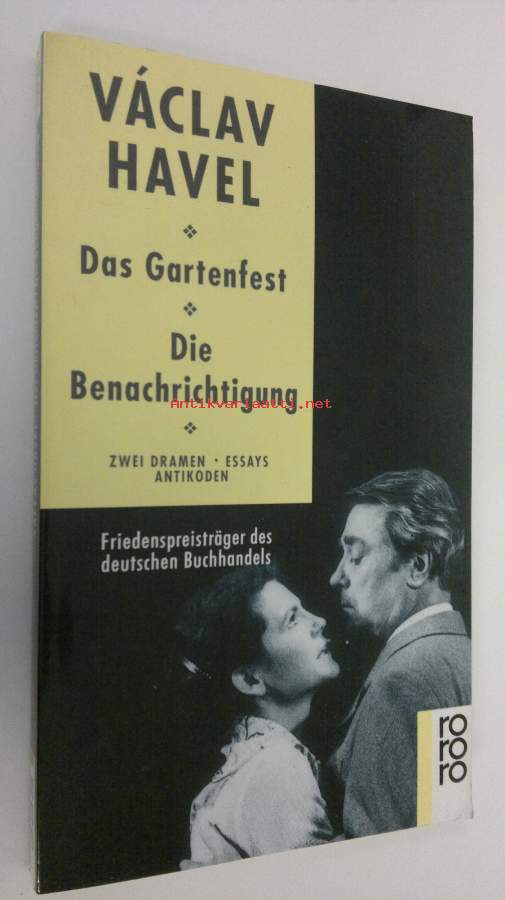 VÁCLAV
HAVEL
Das Gartenfest
Die
Benachrichtigung
Antikvariaatti.net
ZWEI DRAMEN · ESSAYS
ANTIKODEN
Friedenspreisträger des
deutschen Buchhandels
ro
ro
ro